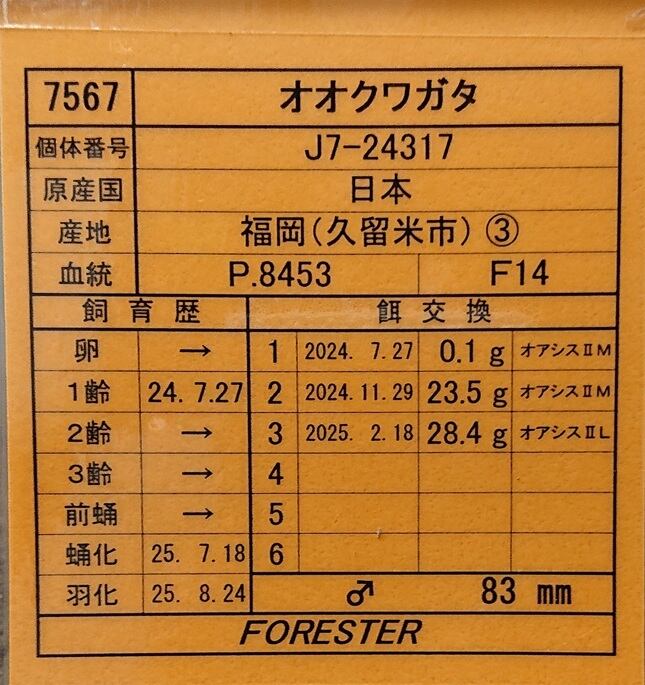 7567 オオクワガタ
個体番号 J7-24317
原産国 日本
産地 福岡(久留米市) ③
血統 P.8453 F14
飼育歴 餌交換
卵 → 1 2024. 7.27 0.1 g オアシスⅡM
1齢 24. 7.27 2 2024.11.29 23.5 g オアシスⅡM
2齢 → 3 2025. 2.18 28.4 g オアシスⅡL
3齢 → 4
前蛹 → 5
蛹化 25. 7.18 6
羽化 25. 8.24 ♂ 83 mm
FORESTER